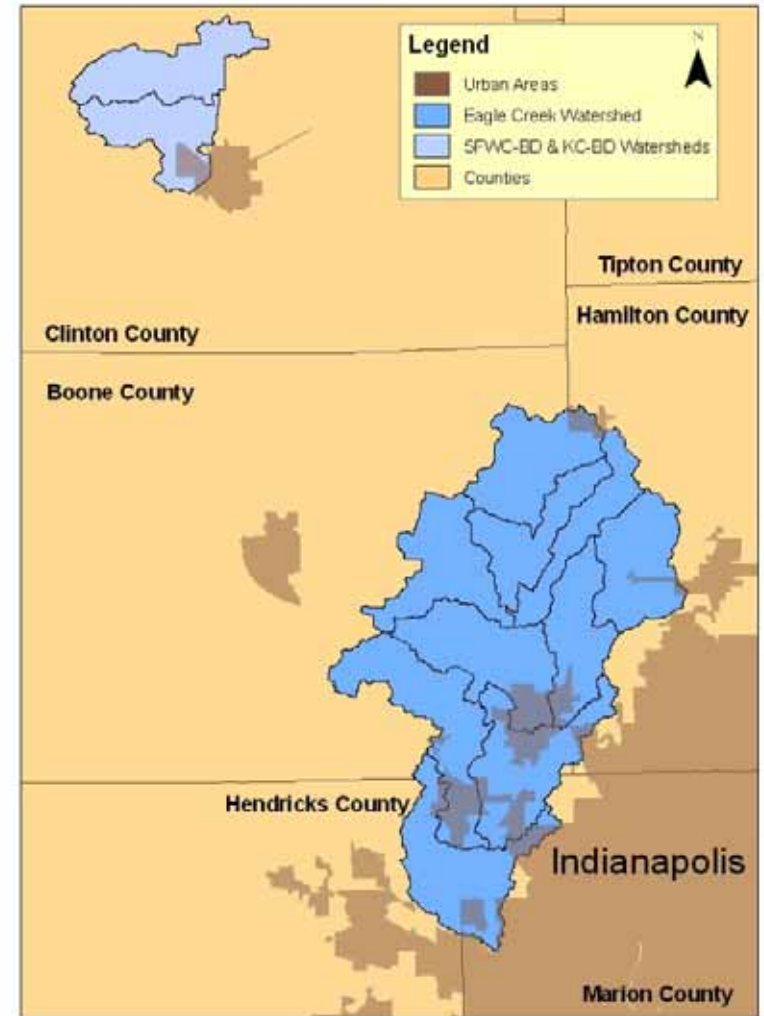 Legend
N
Urban Areas
Eagle Creek Watershed
SFWC-BD & KC-BD Watersheds
Counties
Tipton County
Hamilton County
Clinton County
Boone County
Hendricks County
Indianapolis
Marion County